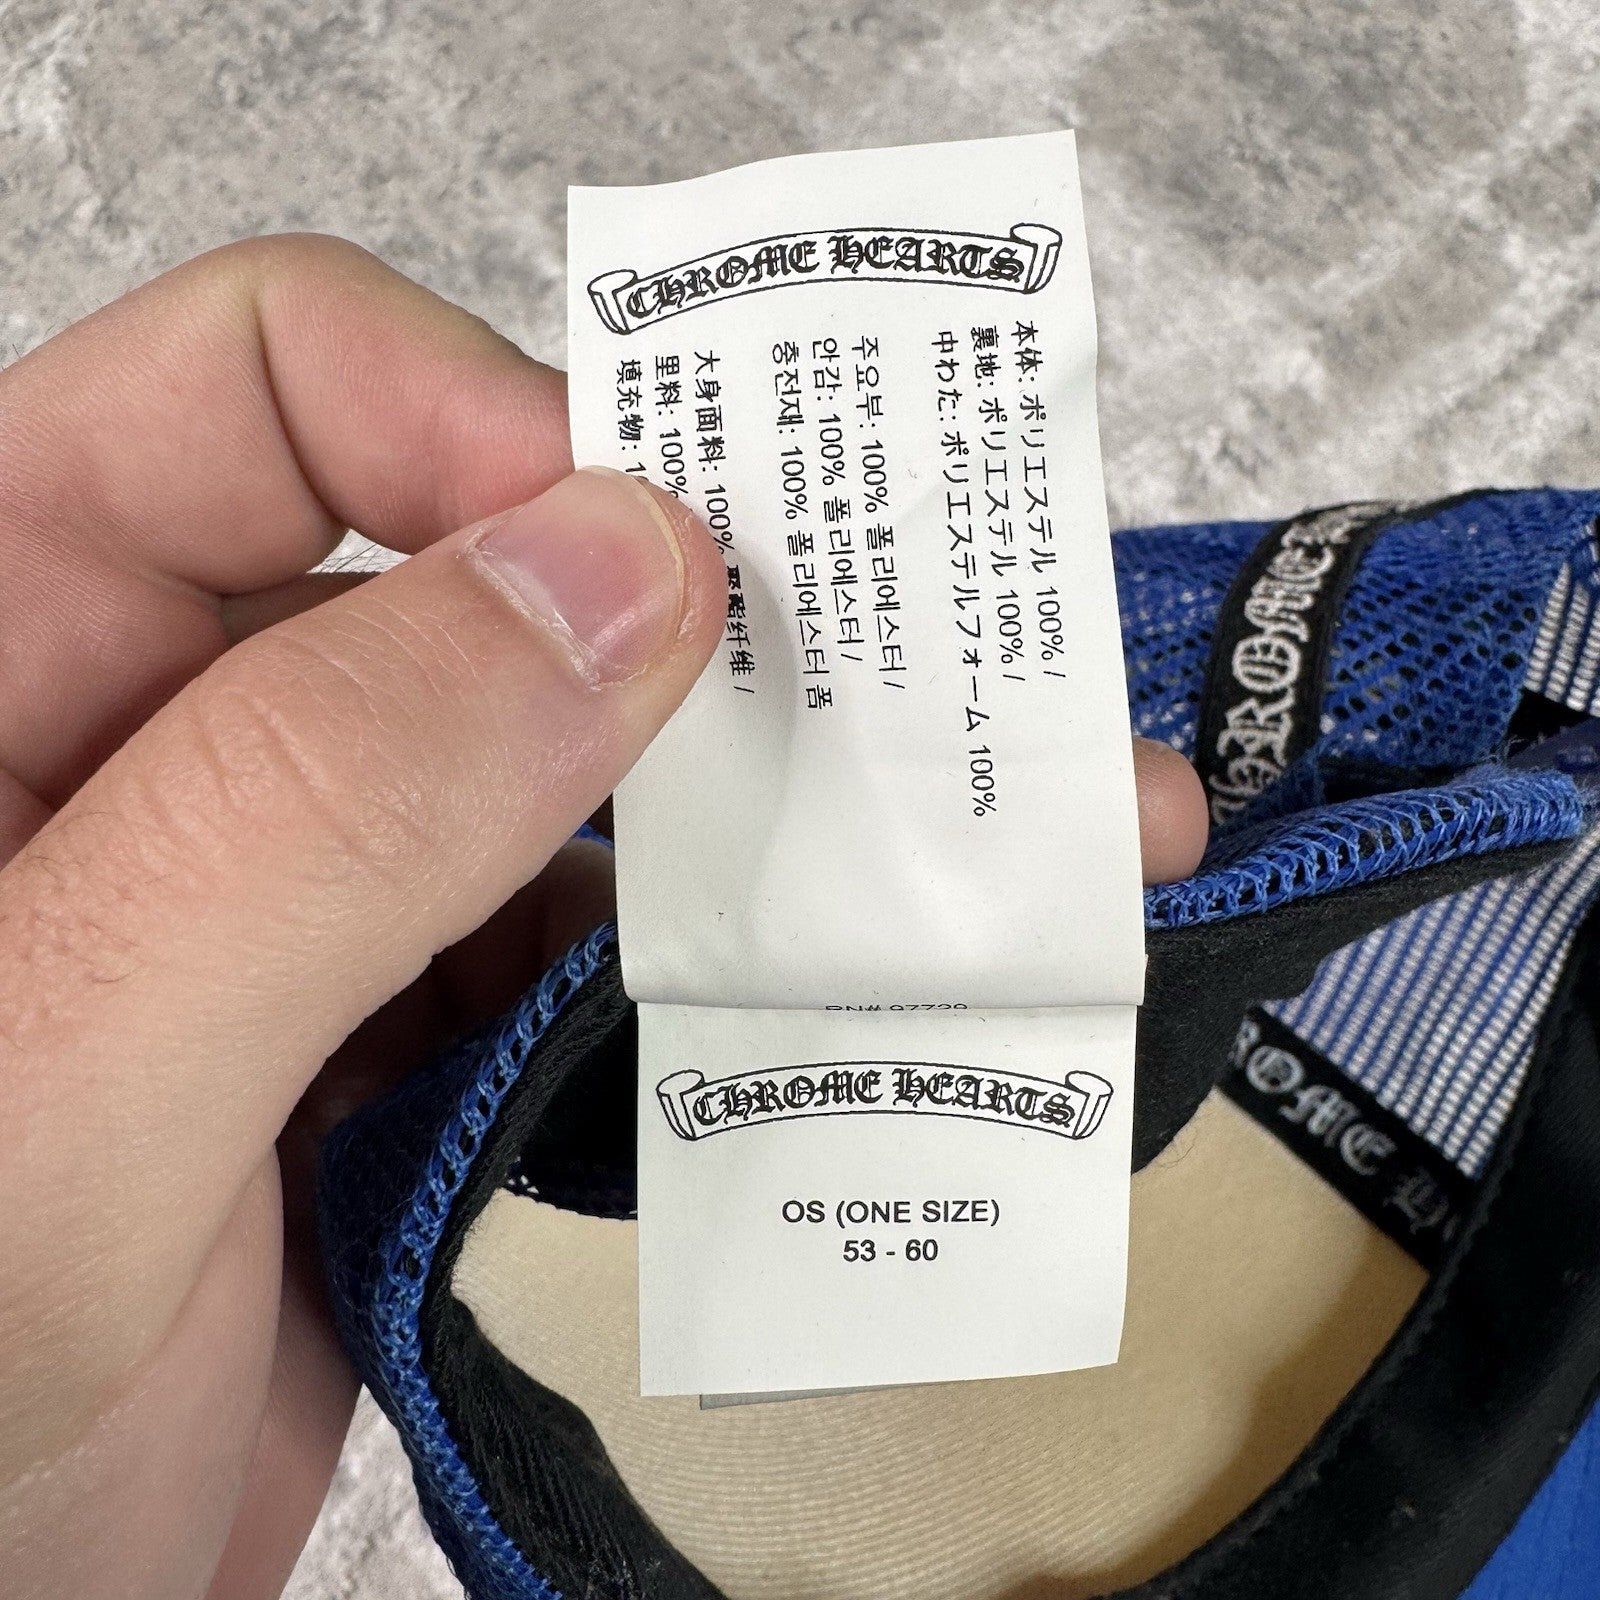 CHROME HEARTS
本体: ポリエステル 100% /
裏地: ポリエステル 100% /
中わた: ポリエステルフォーム 100%
주요부: 100% 폴리에스터 /
안감: 100% 폴리에스터 /
충전재: 100% 폴리에스터 폼
大身面料: 100% 聚酯纤维 /
里料: 100%
填充物:
RN# 97729
CHROME HEARTS
OS (ONE SIZE)
53 - 60
CHROME
ROME